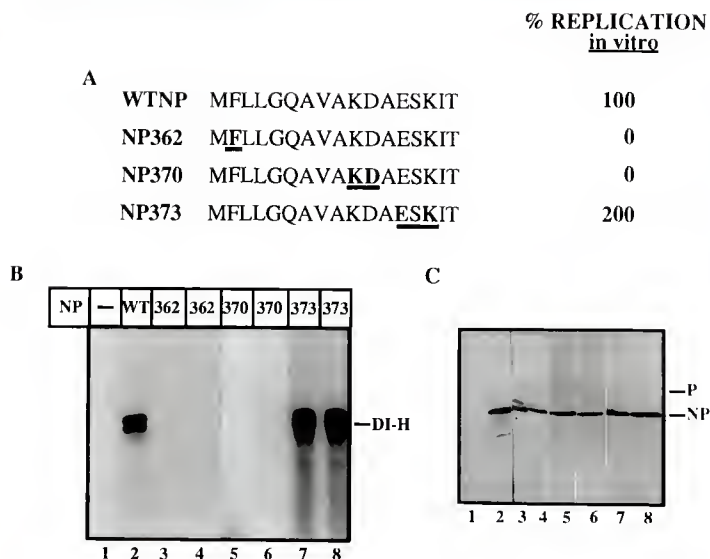 % REPLICATION
in vitro
A
WTNP MFLLGQAVAKDAESKIT 100
NP362 MFLLGQAVAKDAESKIT 0
NP370 MFLLGQAVAKDAESKIT 0
NP373 MFLLGQAVAKDAESKIT 200
B
C
NP — WT 362 362 370 370 373 373
DI-H
P
NP
1 2 3 4 5 6 7 8
1 2 3 4 5 6 7 8